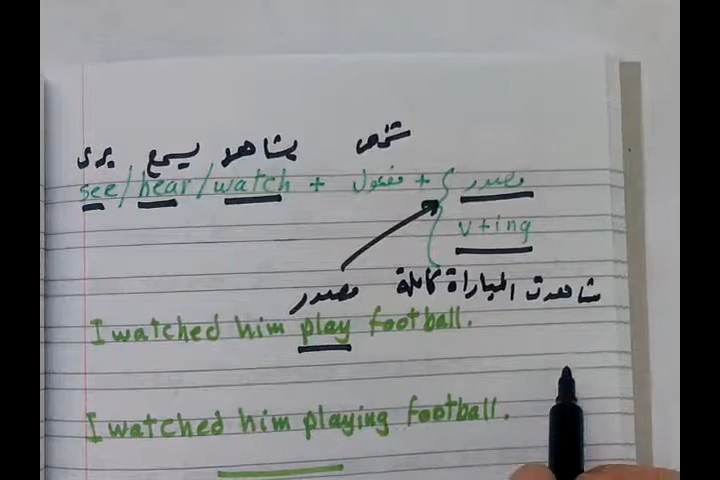 يرى يسمع يشاهد شخص
see/hear/watch + مفعول + { مصدر
v+ing
مصدر
شاهدت المباراة كاملة
I watched him play football.
I watched him playing football.